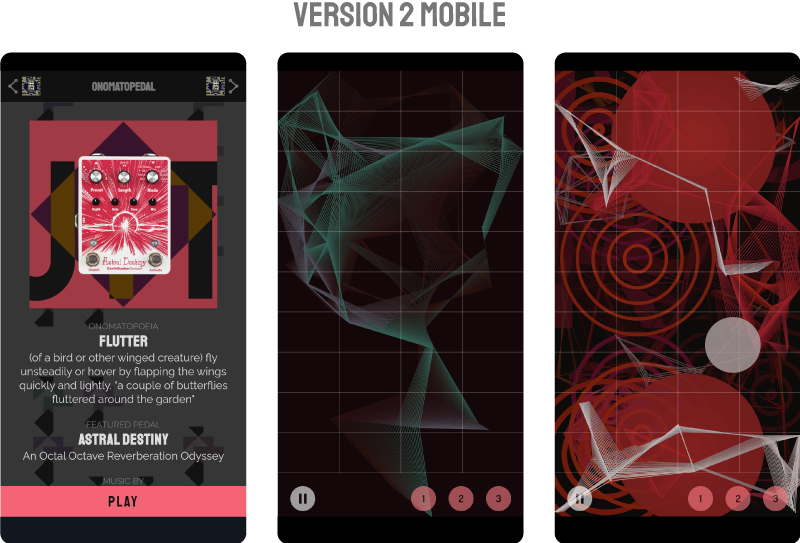 VERSION 2 MOBILE
ONOMATOPEDAL
Astral Destiny
ONOMATOPOEIA
FLUTTER
(of a bird or other winged creature) fly
unsteadily or hover by flapping the wings
quickly and lightly. "a couple of butterflies
fluttered around the garden"
FEATURED PEDAL
ASTRAL DESTINY
An Octal Octave Reverberation Odyssey
MUSIC BY
PLAY
1 2 3
1 2 3